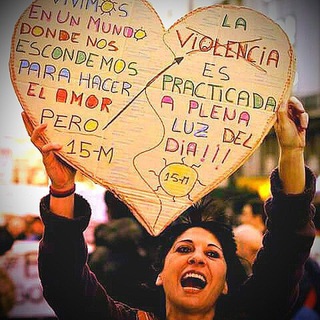 VIVIMOS
EN UN MUNDO
DONDE NOS
ESCONDEMOS
PARA HACER
EL AMOR
PERO
15-M
LA
VIOLENCIA
ES
PRACTICADA
A PLENA
LUZ DEL
DÍA!!!
15-M